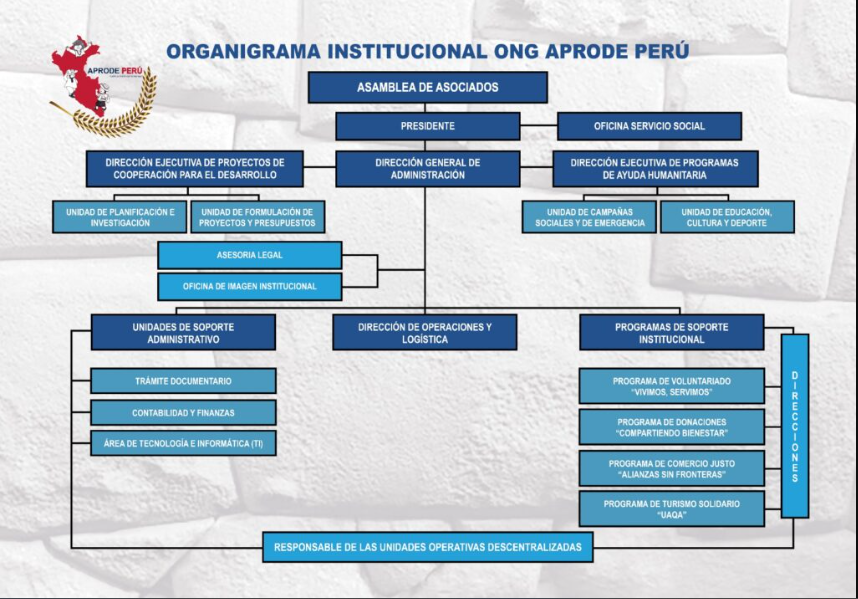 ORGANIGRAMA INSTITUCIONAL ONG APRODE PERÚ
APRODE PERÚ
ASAMBLEA DE ASOCIADOS
PRESIDENTE
OFICINA SERVICIO SOCIAL
DIRECCIÓN EJECUTIVA DE PROYECTOS DE
COOPERACIÓN PARA EL DESARROLLO
DIRECCIÓN GENERAL DE
ADMINISTRACIÓN
DIRECCIÓN EJECUTIVA DE PROGRAMAS
DE AYUDA HUMANITARIA
UNIDAD DE PLANIFICACIÓN E
INVESTIGACIÓN
UNIDAD DE FORMULACIÓN DE
PROYECTOS Y PRESUPUESTOS
UNIDAD DE CAMPAÑAS
SOCIALES Y DE EMERGENCIA
UNIDAD DE EDUCACIÓN,
CULTURA Y DEPORTE
ASESORIA LEGAL
OFICINA DE IMAGEN INSTITUCIONAL
UNIDADES DE SOPORTE
ADMINISTRATIVO
DIRECCIÓN DE OPERACIONES Y
LOGÍSTICA
PROGRAMAS DE SOPORTE
INSTITUCIONAL
TRÁMITE DOCUMENTARIO
CONTABILIDAD Y FINANZAS
ÁREA DE TECNOLOGÍA E INFORMÁTICA (TI)
PROGRAMA DE VOLUNTARIADO
“VIVIMOS, SERVIMOS”
PROGRAMA DE DONACIONES
“COMPARTIENDO BIENESTAR”
PROGRAMA DE COMERCIO JUSTO
“ALIANZAS SIN FRONTERAS”
PROGRAMA DE TURISMO SOLIDARIO
“UAQA”
DIRECCIONES
RESPONSABLE DE LAS UNIDADES OPERATIVAS DESCENTRALIZADAS